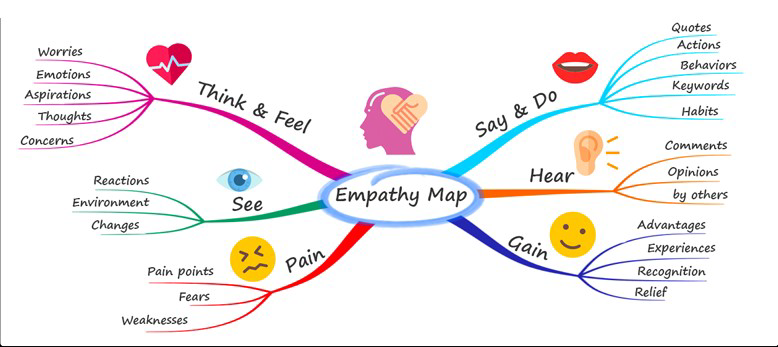 Empathy Map
Think & Feel
Worries
Emotions
Aspirations
Thoughts
Concerns
See
Reactions
Environment
Changes
Pain
Pain points
Fears
Weaknesses
Say & Do
Quotes
Actions
Behaviors
Keywords
Habits
Hear
Comments
Opinions
by others
Gain
Advantages
Experiences
Recognition
Relief